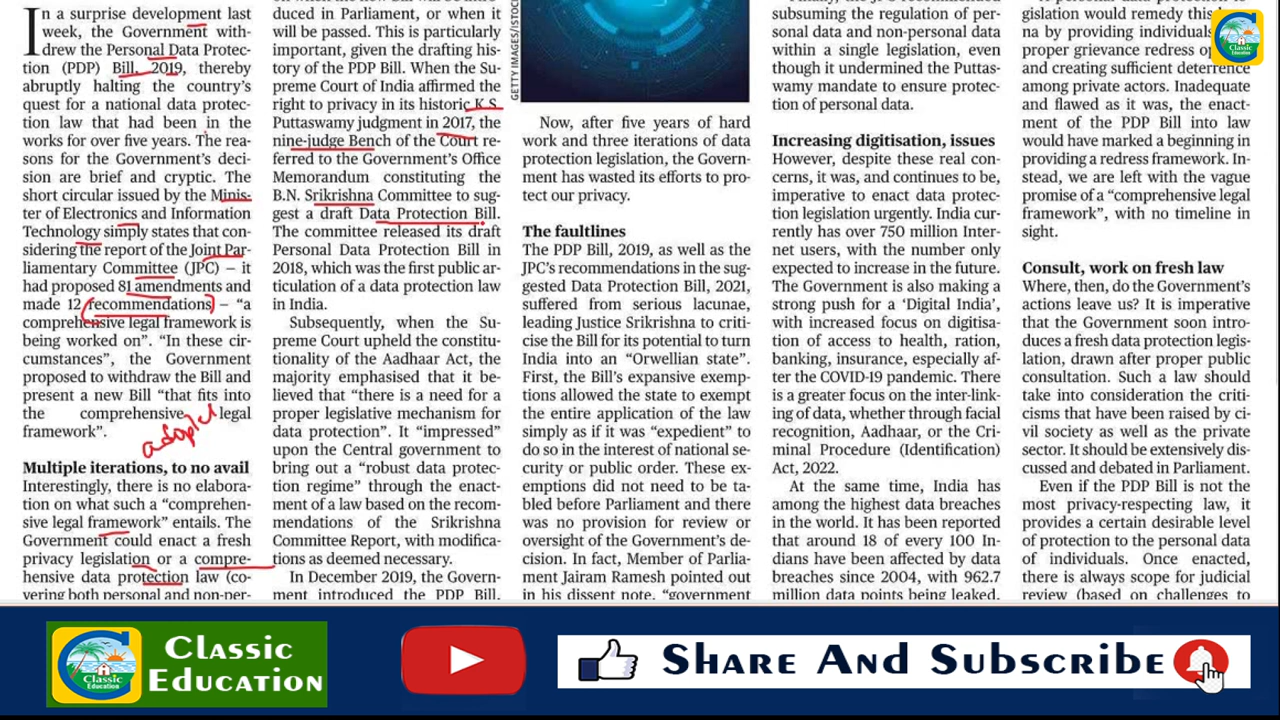 In a surprise development last
week, the Government with-
drew the Personal Data Protec-
tion (PDP) Bill, 2019, thereby
abruptly halting the country's
quest for a national data protec-
tion law that had been in the
works for over five years. The rea-
sons for the Government's deci-
sion are brief and cryptic. The
short circular issued by the Minis-
ter of Electronics and Information
Technology simply states that con-
sidering the report of the Joint Par-
liamentary Committee (JPC) – it
had proposed 81 amendments and
made 12 recommendations – “a
comprehensive legal framework is
being worked on”. “In these cir-
cumstances”, the Government
proposed to withdraw the Bill and
present a new Bill “that fits into
the comprehensive legal
framework”.
adopted
Multiple iterations, to no avail
Interestingly, there is no elabora-
tion on what such a “comprehen-
sive legal framework” entails. The
Government could enact a fresh
privacy legislation or a compre-
hensive data protection law (co-
vering both personal and non-per-
duced in Parliament, or when it
will be passed. This is particularly
important, given the drafting his-
tory of the PDP Bill. When the Su-
preme Court of India affirmed the
right to privacy in its historic K.S.
Puttaswamy judgment in 2017, the
nine-judge Bench of the Court re-
ferred to the Government's Office
Memorandum constituting the
B.N. Srikrishna Committee to sug-
gest a draft Data Protection Bill.
The committee released its draft
Personal Data Protection Bill in
2018, which was the first public ar-
ticulation of a data protection law
in India.
Subsequently, when the Su-
preme Court upheld the constitu-
tionality of the Aadhaar Act, the
majority emphasised that it be-
lieved that “there is a need for a
proper legislative mechanism for
data protection”. It “impressed”
upon the Central government to
bring out a “robust data protec-
tion regime” through the enact-
ment of a law based on the recom-
mendations of the Srikrishna
Committee Report, with modifica-
tions as deemed necessary.
In December 2019, the Govern-
ment introduced the PDP Bill,
GETTY IMAGES/ISTOC
Now, after five years of hard
work and three iterations of data
protection legislation, the Govern-
ment has wasted its efforts to pro-
tect our privacy.
The faultlines
The PDP Bill, 2019, as well as the
JPC's recommendations in the sug-
gested Data Protection Bill, 2021,
suffered from serious lacunae,
leading Justice Srikrishna to criti-
cise the Bill for its potential to turn
India into an “Orwellian state”.
First, the Bill's expansive exemp-
tions allowed the state to exempt
the entire application of the law
simply as if it was “expedient” to
do so in the interest of national se-
curity or public order. These ex-
emptions did not need to be ta-
bled before Parliament and there
was no provision for review or
oversight of the Government's de-
cision. In fact, Member of Parlia-
ment Jairam Ramesh pointed out
in his dissent note, “government
subsuming the regulation of per-
sonal data and non-personal data
within a single legislation, even
though it undermined the Puttas-
wamy mandate to ensure protec-
tion of personal data.
Increasing digitisation, issues
However, despite these real con-
cerns, it was, and continues to be,
imperative to enact data protec-
tion legislation urgently. India cur-
rently has over 750 million Inter-
net users, with the number only
expected to increase in the future.
The Government is also making a
strong push for a ‘Digital India’,
with increased focus on digitisa-
tion of access to health, ration,
banking, insurance, especially af-
ter the COVID-19 pandemic. There
is a greater focus on the inter-link-
ing of data, whether through facial
recognition, Aadhaar, or the Cri-
minal Procedure (Identification)
Act, 2022.
At the same time, India has
among the highest data breaches
in the world. It has been reported
that around 18 of every 100 In-
dians have been affected by data
breaches since 2004, with 962.7
million data points being leaked.
gislation would remedy this
na by providing individuals
proper grievance redress o
and creating sufficient deterrence
among private actors. Inadequate
and flawed as it was, the enact-
ment of the PDP Bill into law
would have marked a beginning in
providing a redress framework. In-
stead, we are left with the vague
promise of a “comprehensive legal
framework”, with no timeline in
sight.
Consult, work on fresh law
Where, then, do the Government's
actions leave us? It is imperative
that the Government soon intro-
duces a fresh data protection legis-
lation, drawn after proper public
consultation. Such a law should
take into consideration the criti-
cisms that have been raised by ci-
vil society as well as the private
sector. It should be extensively dis-
cussed and debated in Parliament.
Even if the PDP Bill is not the
most privacy-respecting law, it
provides a certain desirable level
of protection to the personal data
of individuals. Once enacted,
there is always scope for judicial
review (based on challenges to
Classic
Education
Classic
Education
Classic
Education
Share And Subscribe